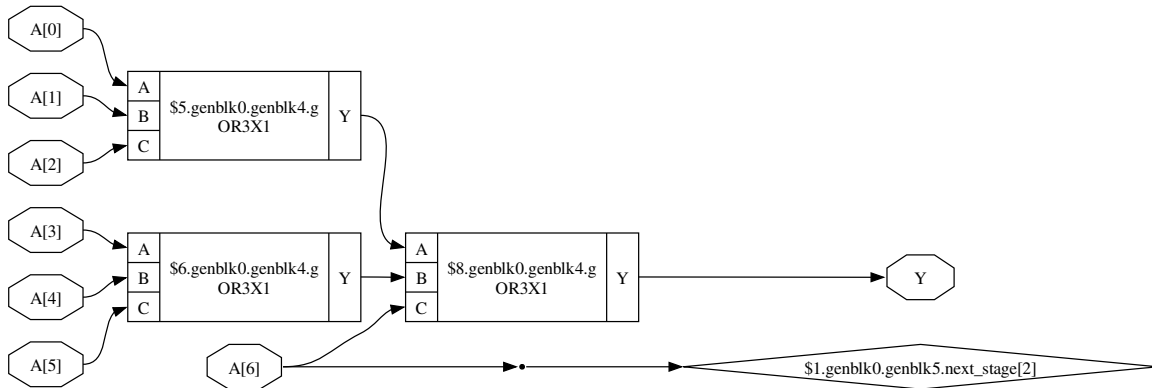 A[0]
A[1]
A[2]
A
B
C
$5.genblk0.genblk4.g
OR3X1
Y
A[3]
A[4]
A[5]
A
B
C
$6.genblk0.genblk4.g
OR3X1
Y
A[6]
A
B
C
$8.genblk0.genblk4.g
OR3X1
Y
Y
$1.genblk0.genblk5.next_stage[2]